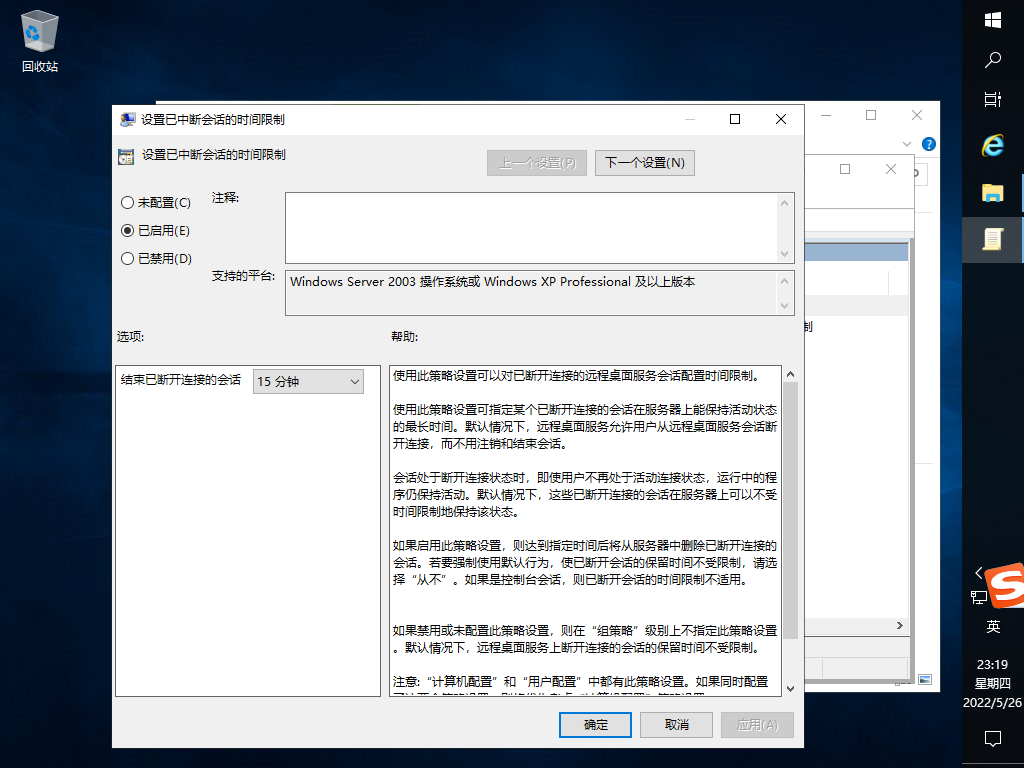 回收站
设置已中断会话的时间限制
设置已中断会话的时间限制
上一个设置(P)
下一个设置(N)
未配置(C)
已启用(E)
已禁用(D)
注释:
支持的平台:
Windows Server 2003 操作系统或 Windows XP Professional 及以上版本
选项:
帮助:
结束已断开连接的会话
15 分钟
使用此策略设置可以对已断开连接的远程桌面服务会话配置时间限制。
使用此策略设置可指定某个已断开连接的会话在服务器上能保持活动状态
的最长时间。默认情况下，远程桌面服务允许用户从远程桌面服务会话断
开连接，而不用注销和结束会话。
会话处于断开连接状态时，即使用户不再处于活动连接状态，运行中的程
序仍保持活动。默认情况下，这些已断开连接的会话在服务器上可以不受
时间限制地保持该状态。
如果启用此策略设置，则达到指定时间后将从服务器中删除已断开连接的
会话。若要强制使用默认行为，使已断开会话的保留时间不受限制，请选
择“从不”。如果是控制台会话，则已断开会话的时间限制不适用。
如果禁用或未配置此策略设置，则在“组策略”级别上不指定此策略设置
。默认情况下，远程桌面服务上断开连接的会话的保留时间不受限制。
注意:“计算机配置”和“用户配置”中都有此策略设置。如果同时配置
确定
取消
应用(A)
制
英
23:19
星期四
2022/5/26